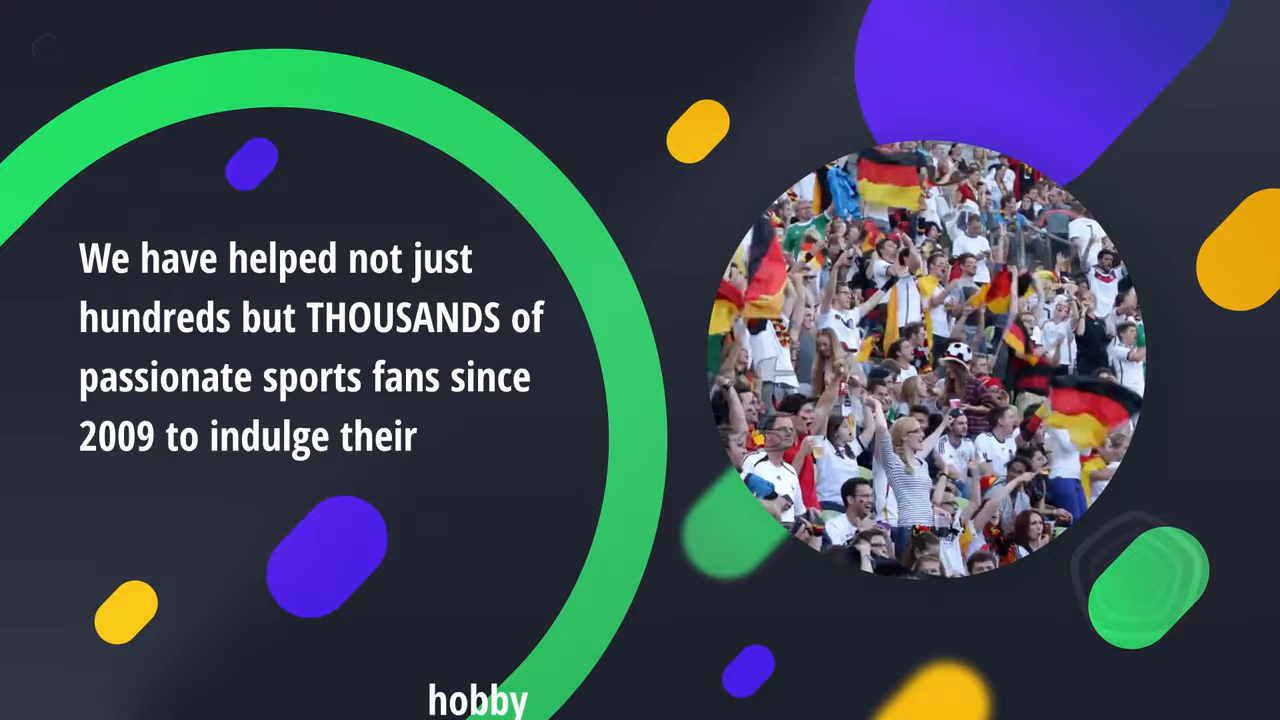 We have helped not just
hundreds but THOUSANDS of
passionate sports fans since
2009 to indulge their
hobby